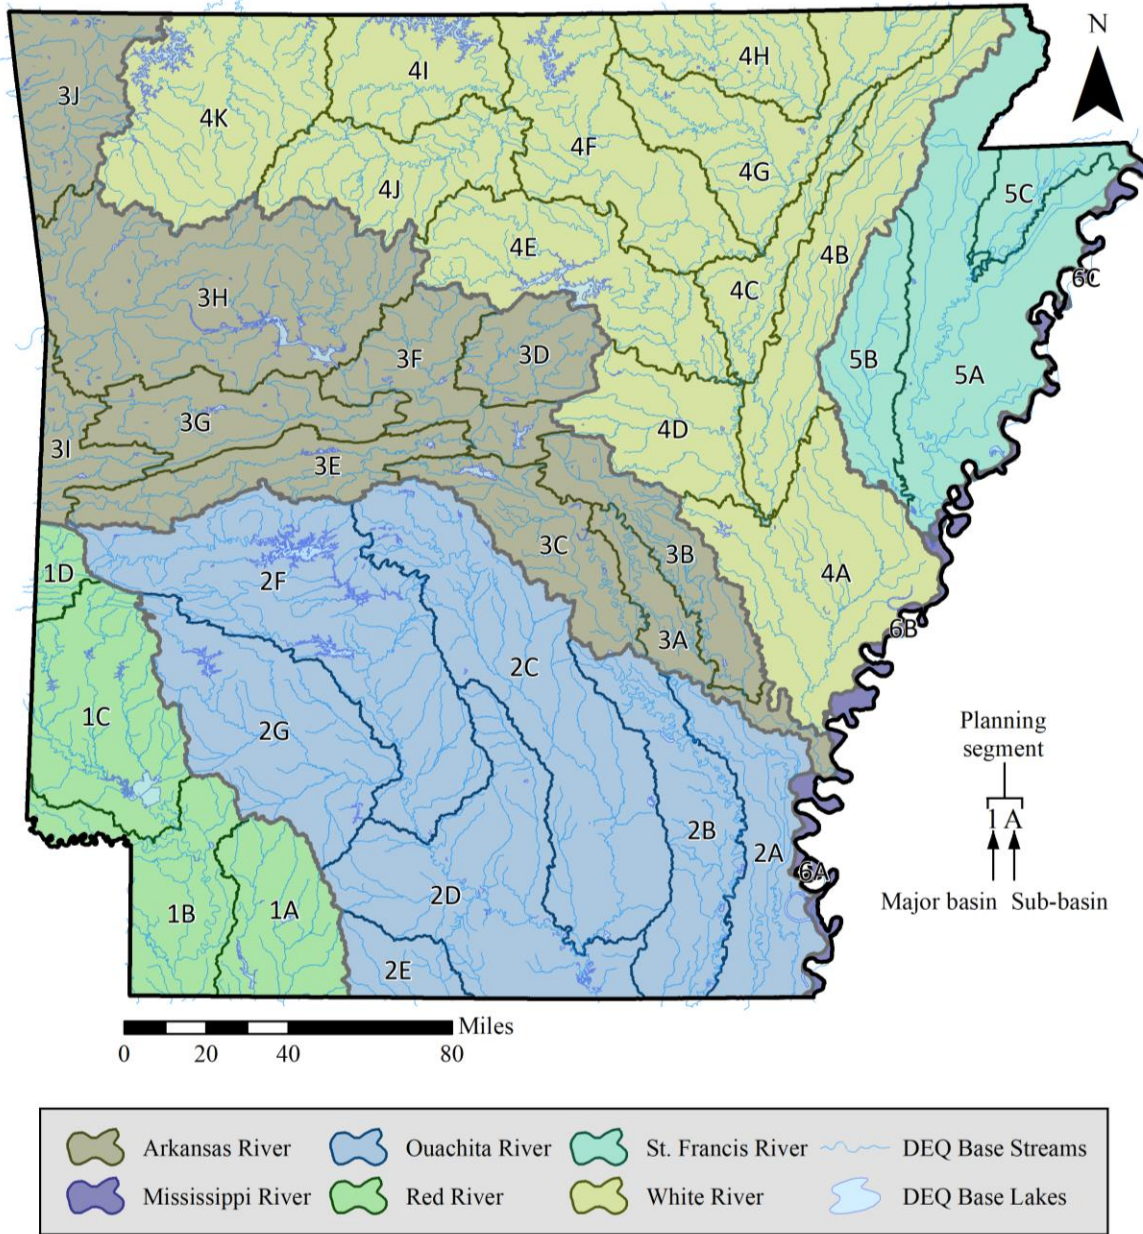 N
3J
4K
4I
4H
4F
4G
4J
5C
4E
4B
4C
6C
3H
3F
3D
5B
5A
3G
4D
3I
3E
3C
3B
1D
2F
4A
6B
3A
2C
1C
2G
Planning
segment
1 A
Major basin Sub-basin
2B
2A
6A
2D
1B
1A
2E
Miles
0 20 40 80
Arkansas River Ouachita River St. Francis River DEQ Base Streams
Mississippi River Red River White River DEQ Base Lakes